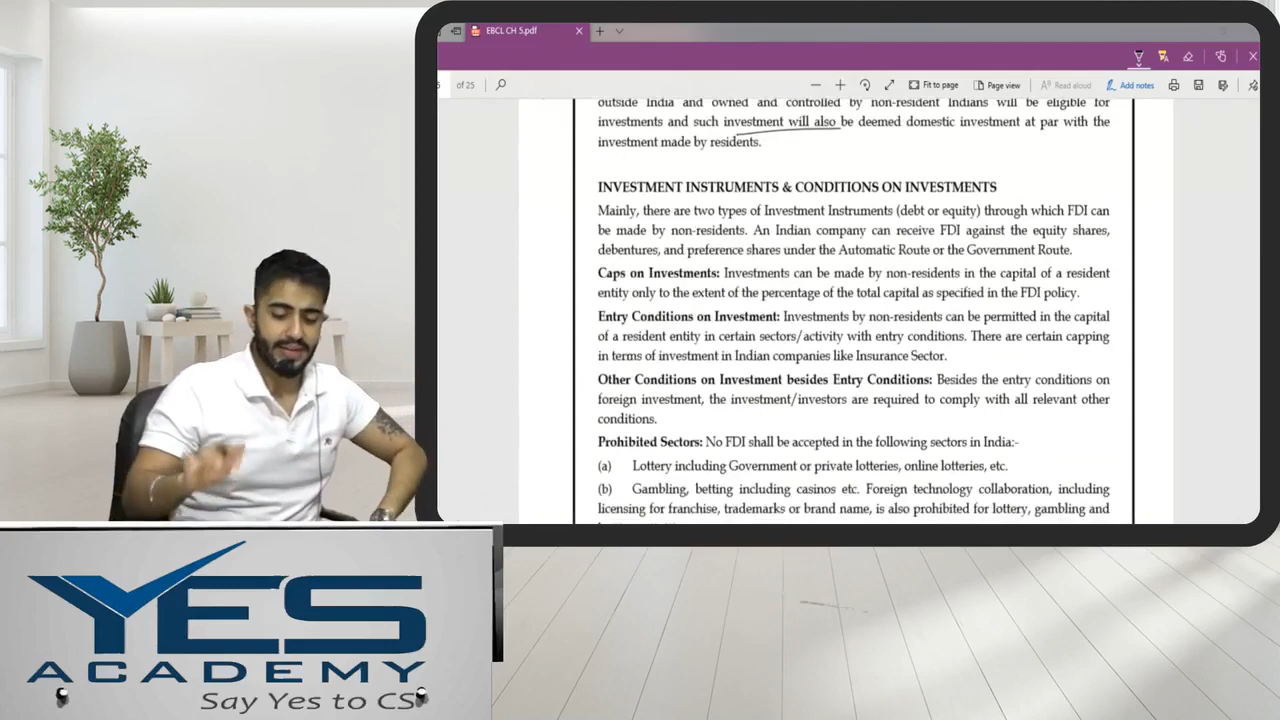 EBCL CH 5.pdf
5 of 25
Fit to page
Page view
Read aloud
Add notes
outside India and owned and controlled by non-resident Indians will be eligible for
investments and such investment will also be deemed domestic investment at par with the
investment made by residents.
INVESTMENT INSTRUMENTS & CONDITIONS ON INVESTMENTS
Mainly, there are two types of Investment Instruments (debt or equity) through which FDI can
be made by non-residents. An Indian company can receive FDI against the equity shares,
debentures, and preference shares under the Automatic Route or the Government Route.
Caps on Investments: Investments can be made by non-residents in the capital of a resident
entity only to the extent of the percentage of the total capital as specified in the FDI policy.
Entry Conditions on Investment: Investments by non-residents can be permitted in the capital
of a resident entity in certain sectors/activity with entry conditions. There are certain capping
in terms of investment in Indian companies like Insurance Sector.
Other Conditions on Investment besides Entry Conditions: Besides the entry conditions on
foreign investment, the investment/investors are required to comply with all relevant other
conditions.
Prohibited Sectors: No FDI shall be accepted in the following sectors in India:-
(a) Lottery including Government or private lotteries, online lotteries, etc.
(b) Gambling, betting including casinos etc. Foreign technology collaboration, including
licensing for franchise, trademarks or brand name, is also prohibited for lottery, gambling and
YES
ACADEMY
Say Yes to CS